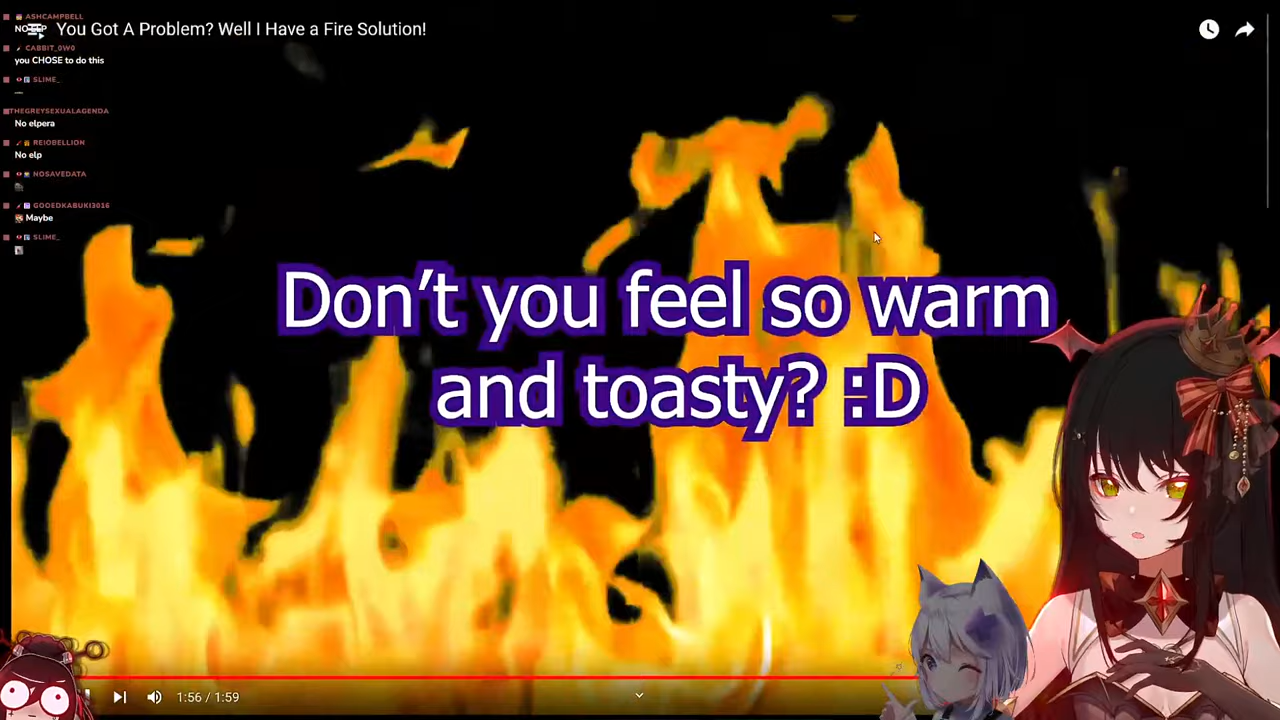 ASHCAMPBELL
You Got A Problem? Well I Have a Fire Solution!
CABBIT_0W0
you CHOSE to do this
SLIME_
THEGREYSEXUALAGENDA
No elpera
REIOBELLION
No elp
NOSAVEDATA
GOOEDKABUKI3016
Maybe
SLIME_
Don't you feel so warm
and toasty? :D
1:56 / 1:59